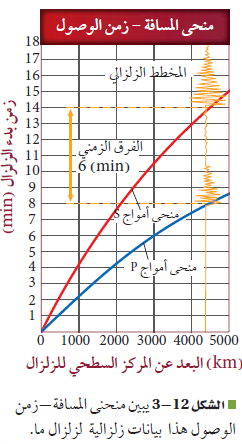 منحنى المسافة – زمن الوصول
المخطط الزلزالي
زمن بدء الزلزال (min)
18
17
16
15
14
13
12
11
10
9
8
7
6
5
4
3
2
1
الفرق الزمني
6 (min)
منحنى أمواج S
منحنى أمواج P
0 1000 2000 3000 4000 5000
البعد عن المركز السطحي للزلزال (km)
■ الشكل 12–3 يبين منحنى المسافة – زمن
الوصول هذا بيانات زلزالية لزلزال ما.